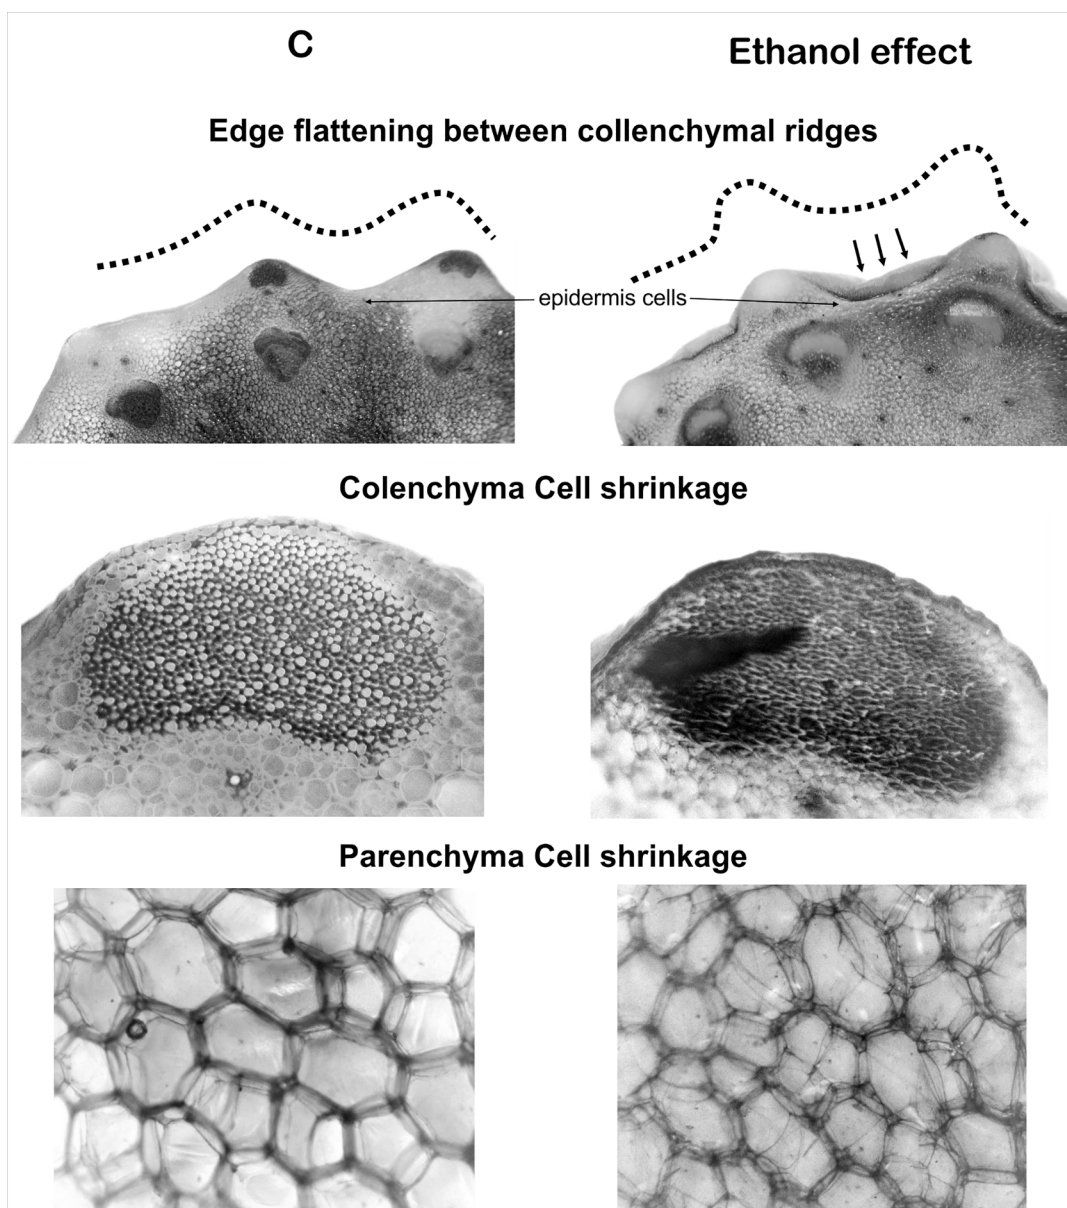 C
Ethanol effect
Edge flattening between collenchymal ridges
epidermis cells
Colenchyma Cell shrinkage
Parenchyma Cell shrinkage